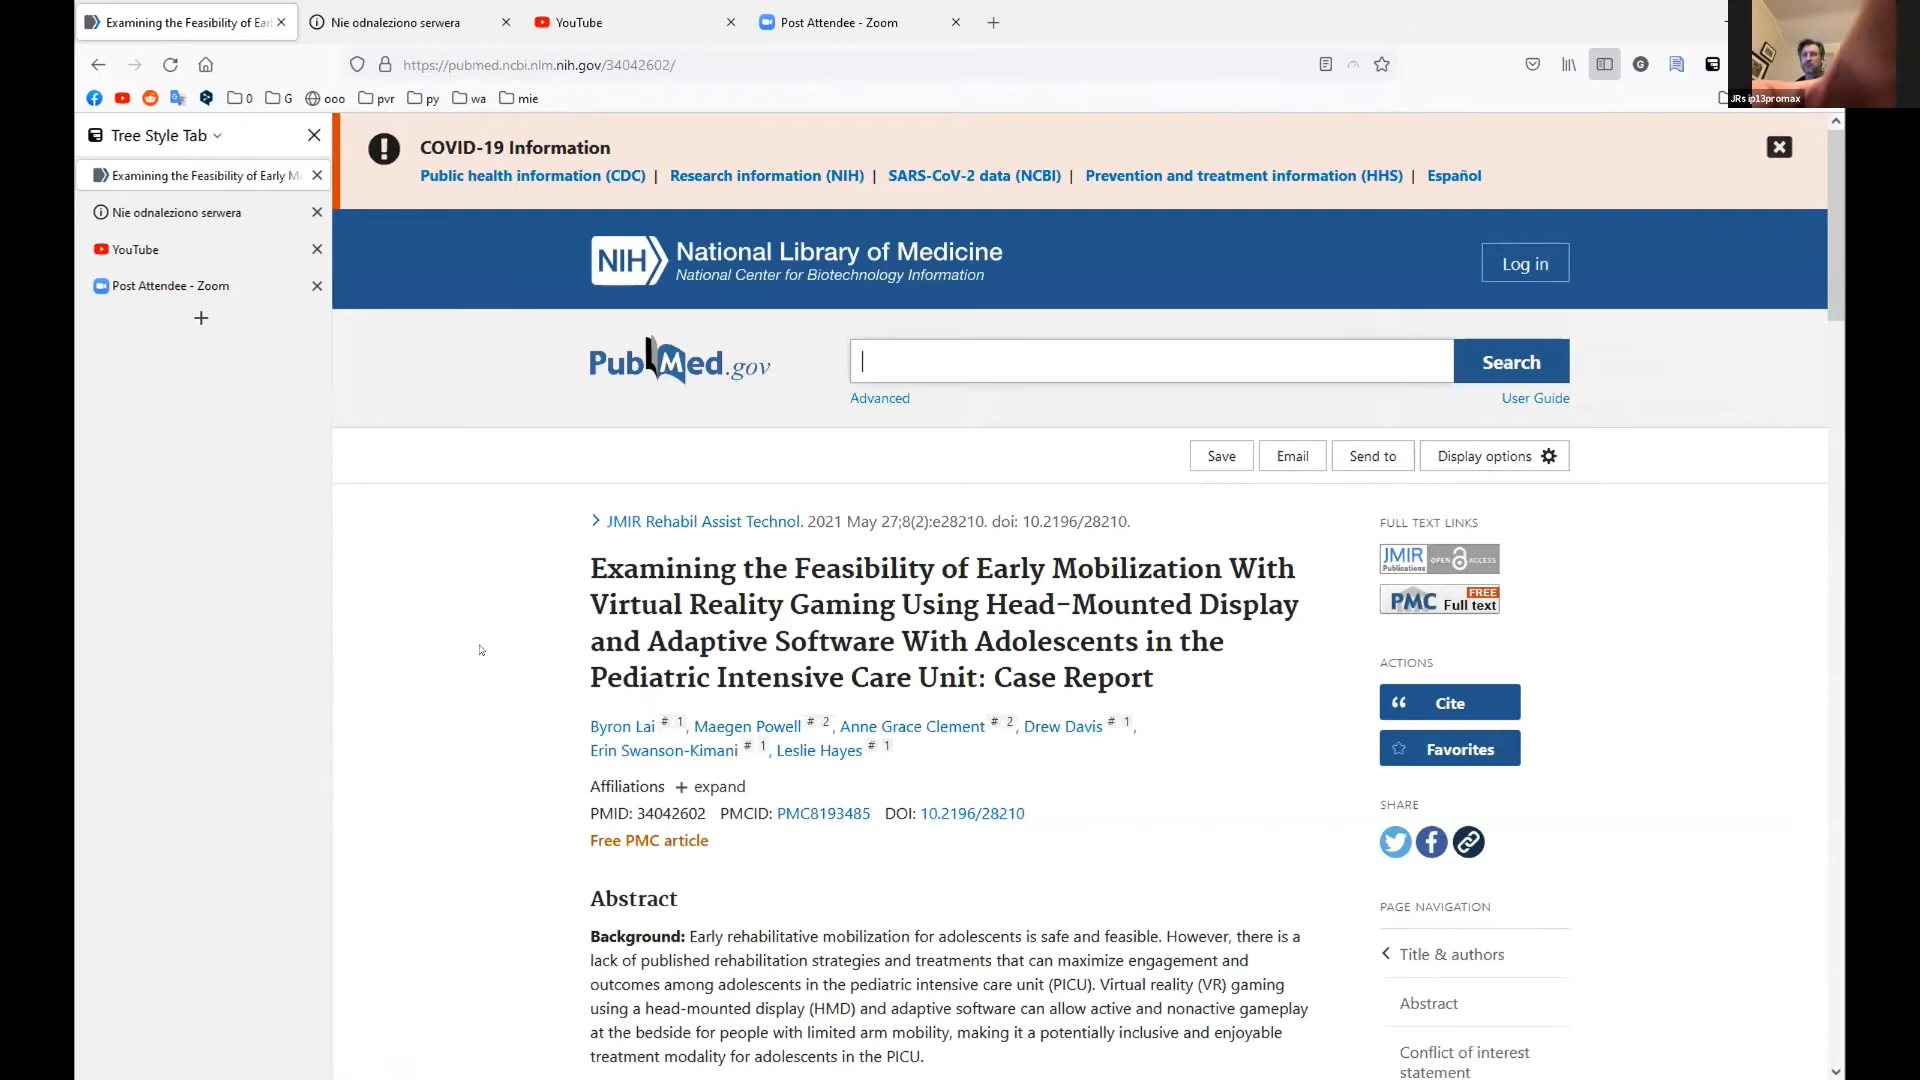 Examining the Feasibility of Earl
Nie odnaleziono serwera
YouTube
Post Attendee - Zoom
https://pubmed.ncbi.nlm.nih.gov/34042602/
0
G
ooo
pvr
py
wa
mie
JRs ip13promax
Tree Style Tab
Examining the Feasibility of Early M
Nie odnaleziono serwera
YouTube
Post Attendee - Zoom
COVID-19 Information
Public health information (CDC) | Research information (NIH) | SARS-CoV-2 data (NCBI) | Prevention and treatment information (HHS) | Español
NIH National Library of Medicine
National Center for Biotechnology Information
Log in
PubMed.gov
Search
Advanced
User Guide
Save
Email
Send to
Display options
JMIR Rehabil Assist Technol. 2021 May 27;8(2):e28210. doi: 10.2196/28210.
Examining the Feasibility of Early Mobilization With
Virtual Reality Gaming Using Head-Mounted Display
and Adaptive Software With Adolescents in the
Pediatric Intensive Care Unit: Case Report
Byron Lai # 1, Maegen Powell # 2, Anne Grace Clement # 2, Drew Davis # 1,
Erin Swanson-Kimani # 1, Leslie Hayes # 1
Affiliations + expand
PMID: 34042602 PMCID: PMC8193485 DOI: 10.2196/28210
Free PMC article
Abstract
Background: Early rehabilitative mobilization for adolescents is safe and feasible. However, there is a
lack of published rehabilitation strategies and treatments that can maximize engagement and
outcomes among adolescents in the pediatric intensive care unit (PICU). Virtual reality (VR) gaming
using a head-mounted display (HMD) and adaptive software can allow active and nonactive gameplay
at the bedside for people with limited arm mobility, making it a potentially inclusive and enjoyable
treatment modality for adolescents in the PICU.
FULL TEXT LINKS
JMIR Publications OPEN ACCESS
PMC FREE Full text
ACTIONS
Cite
Favorites
SHARE
PAGE NAVIGATION
Title & authors
Abstract
Conflict of interest
statement